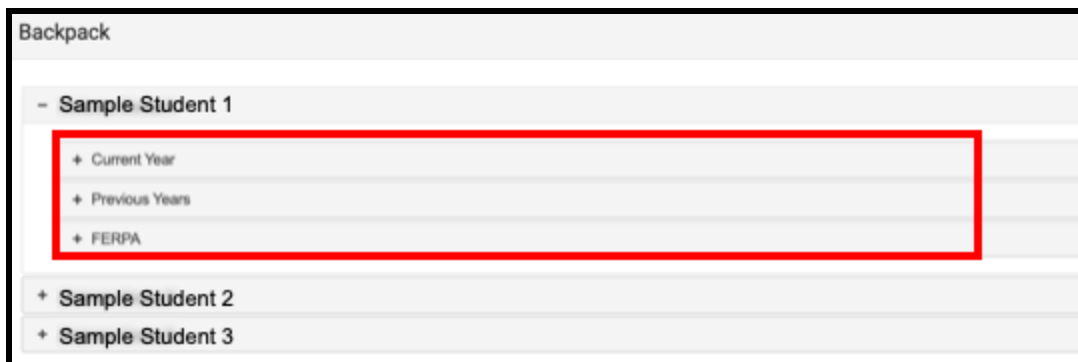 Backpack
- Sample Student 1
+ Current Year
+ Previous Years
+ FERPA
+ Sample Student 2
+ Sample Student 3